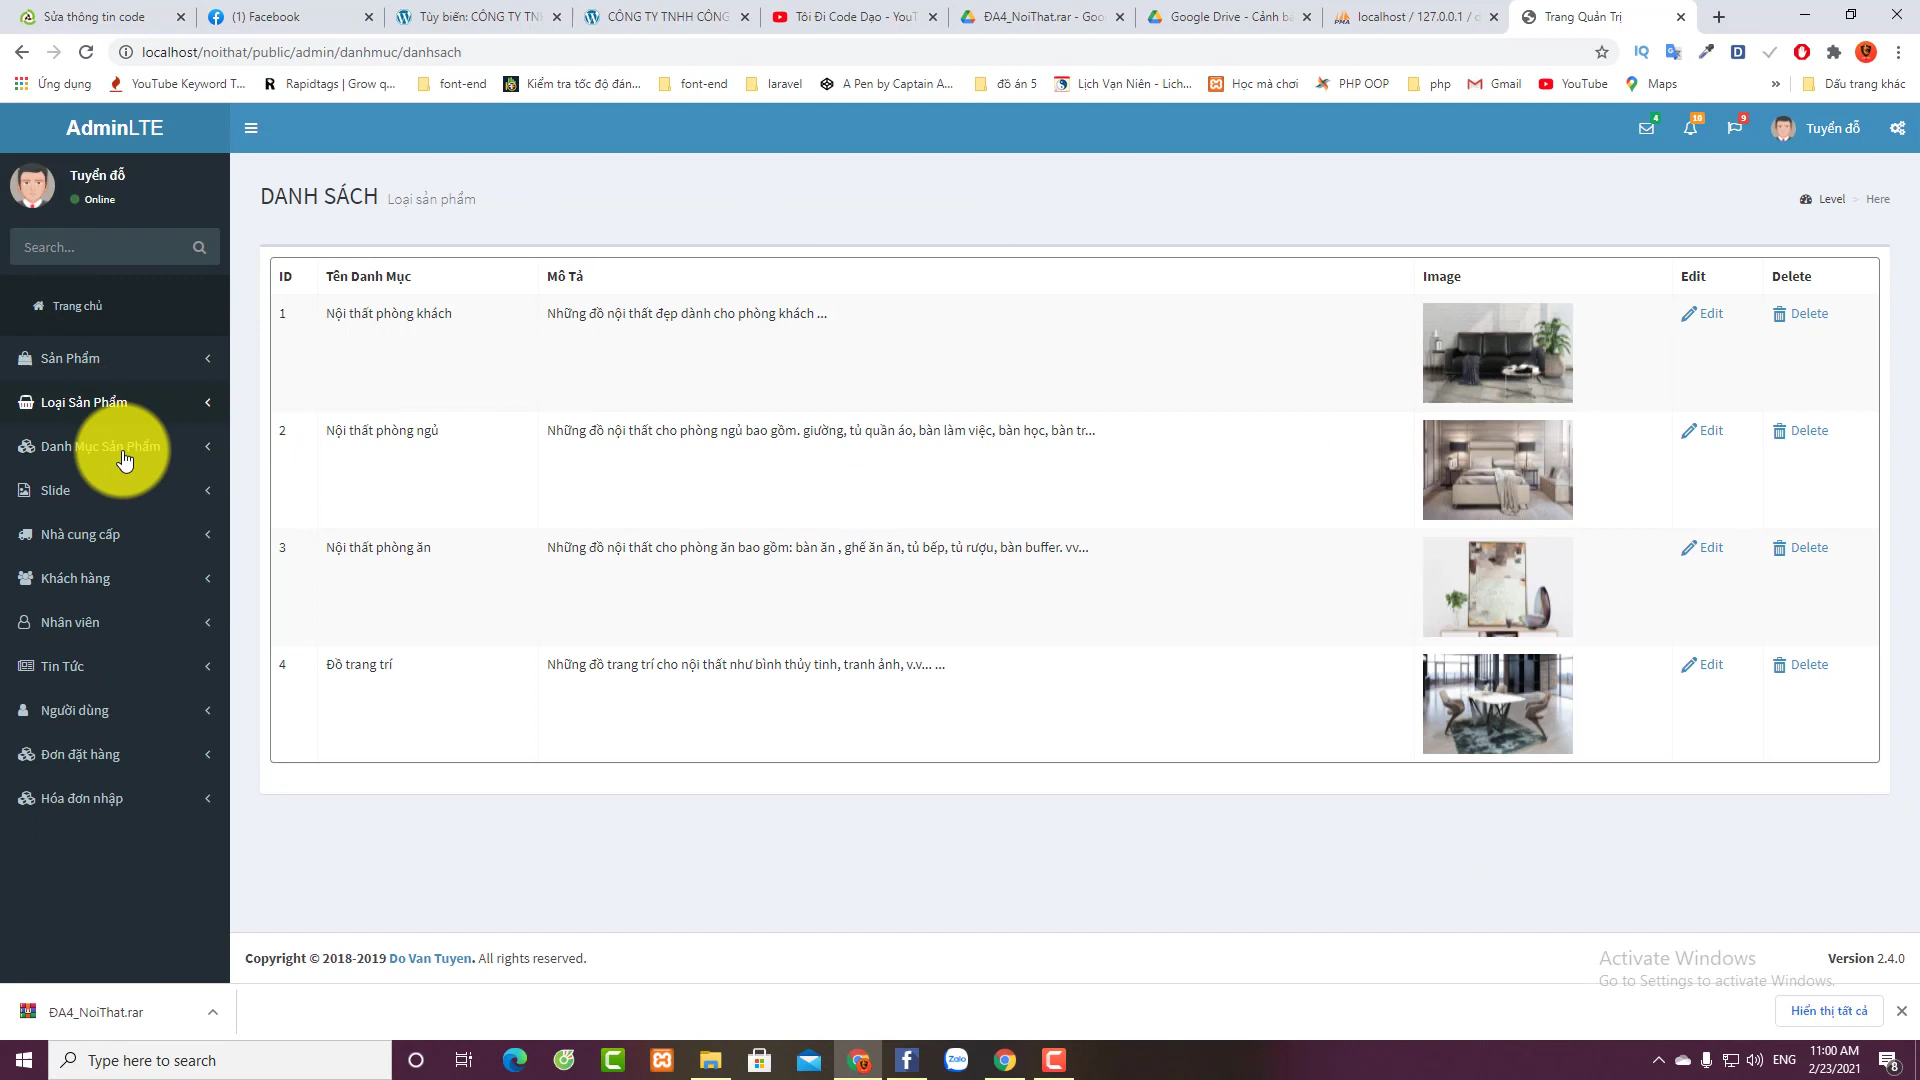 Sửa thông tin code
(1) Facebook
Tùy biến: CÔNG TY TN
CÔNG TY TNHH CÔNG
Tôi Đi Code Dạo - YouT
ĐA4_NoiThat.rar - Goo
Google Drive - Cảnh b
localhost / 127.0.0.1 / d
Trang Quản Trị
localhost/noithat/public/admin/danhmuc/danhsach
Ứng dụng
YouTube Keyword T...
Rapidtags | Grow q...
font-end
Kiểm tra tốc độ đán...
font-end
laravel
A Pen by Captain A...
đồ án 5
Lịch Vạn Niên - Lich...
Học mà chơi
PHP OOP
php
Gmail
YouTube
Maps
»
Dấu trang khác
AdminLTE
4
10
9
Tuyển đỗ
Tuyển đỗ
Online
Search...
Trang chủ
Sản Phẩm
Loại Sản Phẩm
Danh Mục Sản Phẩm
Slide
Nhà cung cấp
Khách hàng
Nhân viên
Tin Tức
Người dùng
Đơn đặt hàng
Hóa đơn nhập
DANH SÁCH Loại sản phẩm
Level > Here
ID Tên Danh Mục Mô Tả Image Edit Delete
1 Nội thất phòng khách Những đồ nội thất đẹp dành cho phòng khách ... Edit Delete
2 Nội thất phòng ngủ Những đồ nội thất cho phòng ngủ bao gồm. giường, tủ quần áo, bàn làm việc, bàn học, bàn tr... Edit Delete
3 Nội thất phòng ăn Những đồ nội thất cho phòng ăn bao gồm: bàn ăn , ghế ăn ăn, tủ bếp, tủ rượu, bàn buffer. vv... Edit Delete
4 Đồ trang trí Những đồ trang trí cho nội thất như bình thủy tinh, tranh ảnh, v.v... ... Edit Delete
Copyright © 2018-2019 Do Van Tuyen. All rights reserved.
Version 2.4.0
Activate Windows
Go to Settings to activate Windows.
ĐA4_NoiThat.rar
Hiển thị tất cả
Type here to search
Zalo
ENG
11:00 AM
2/23/2021
8